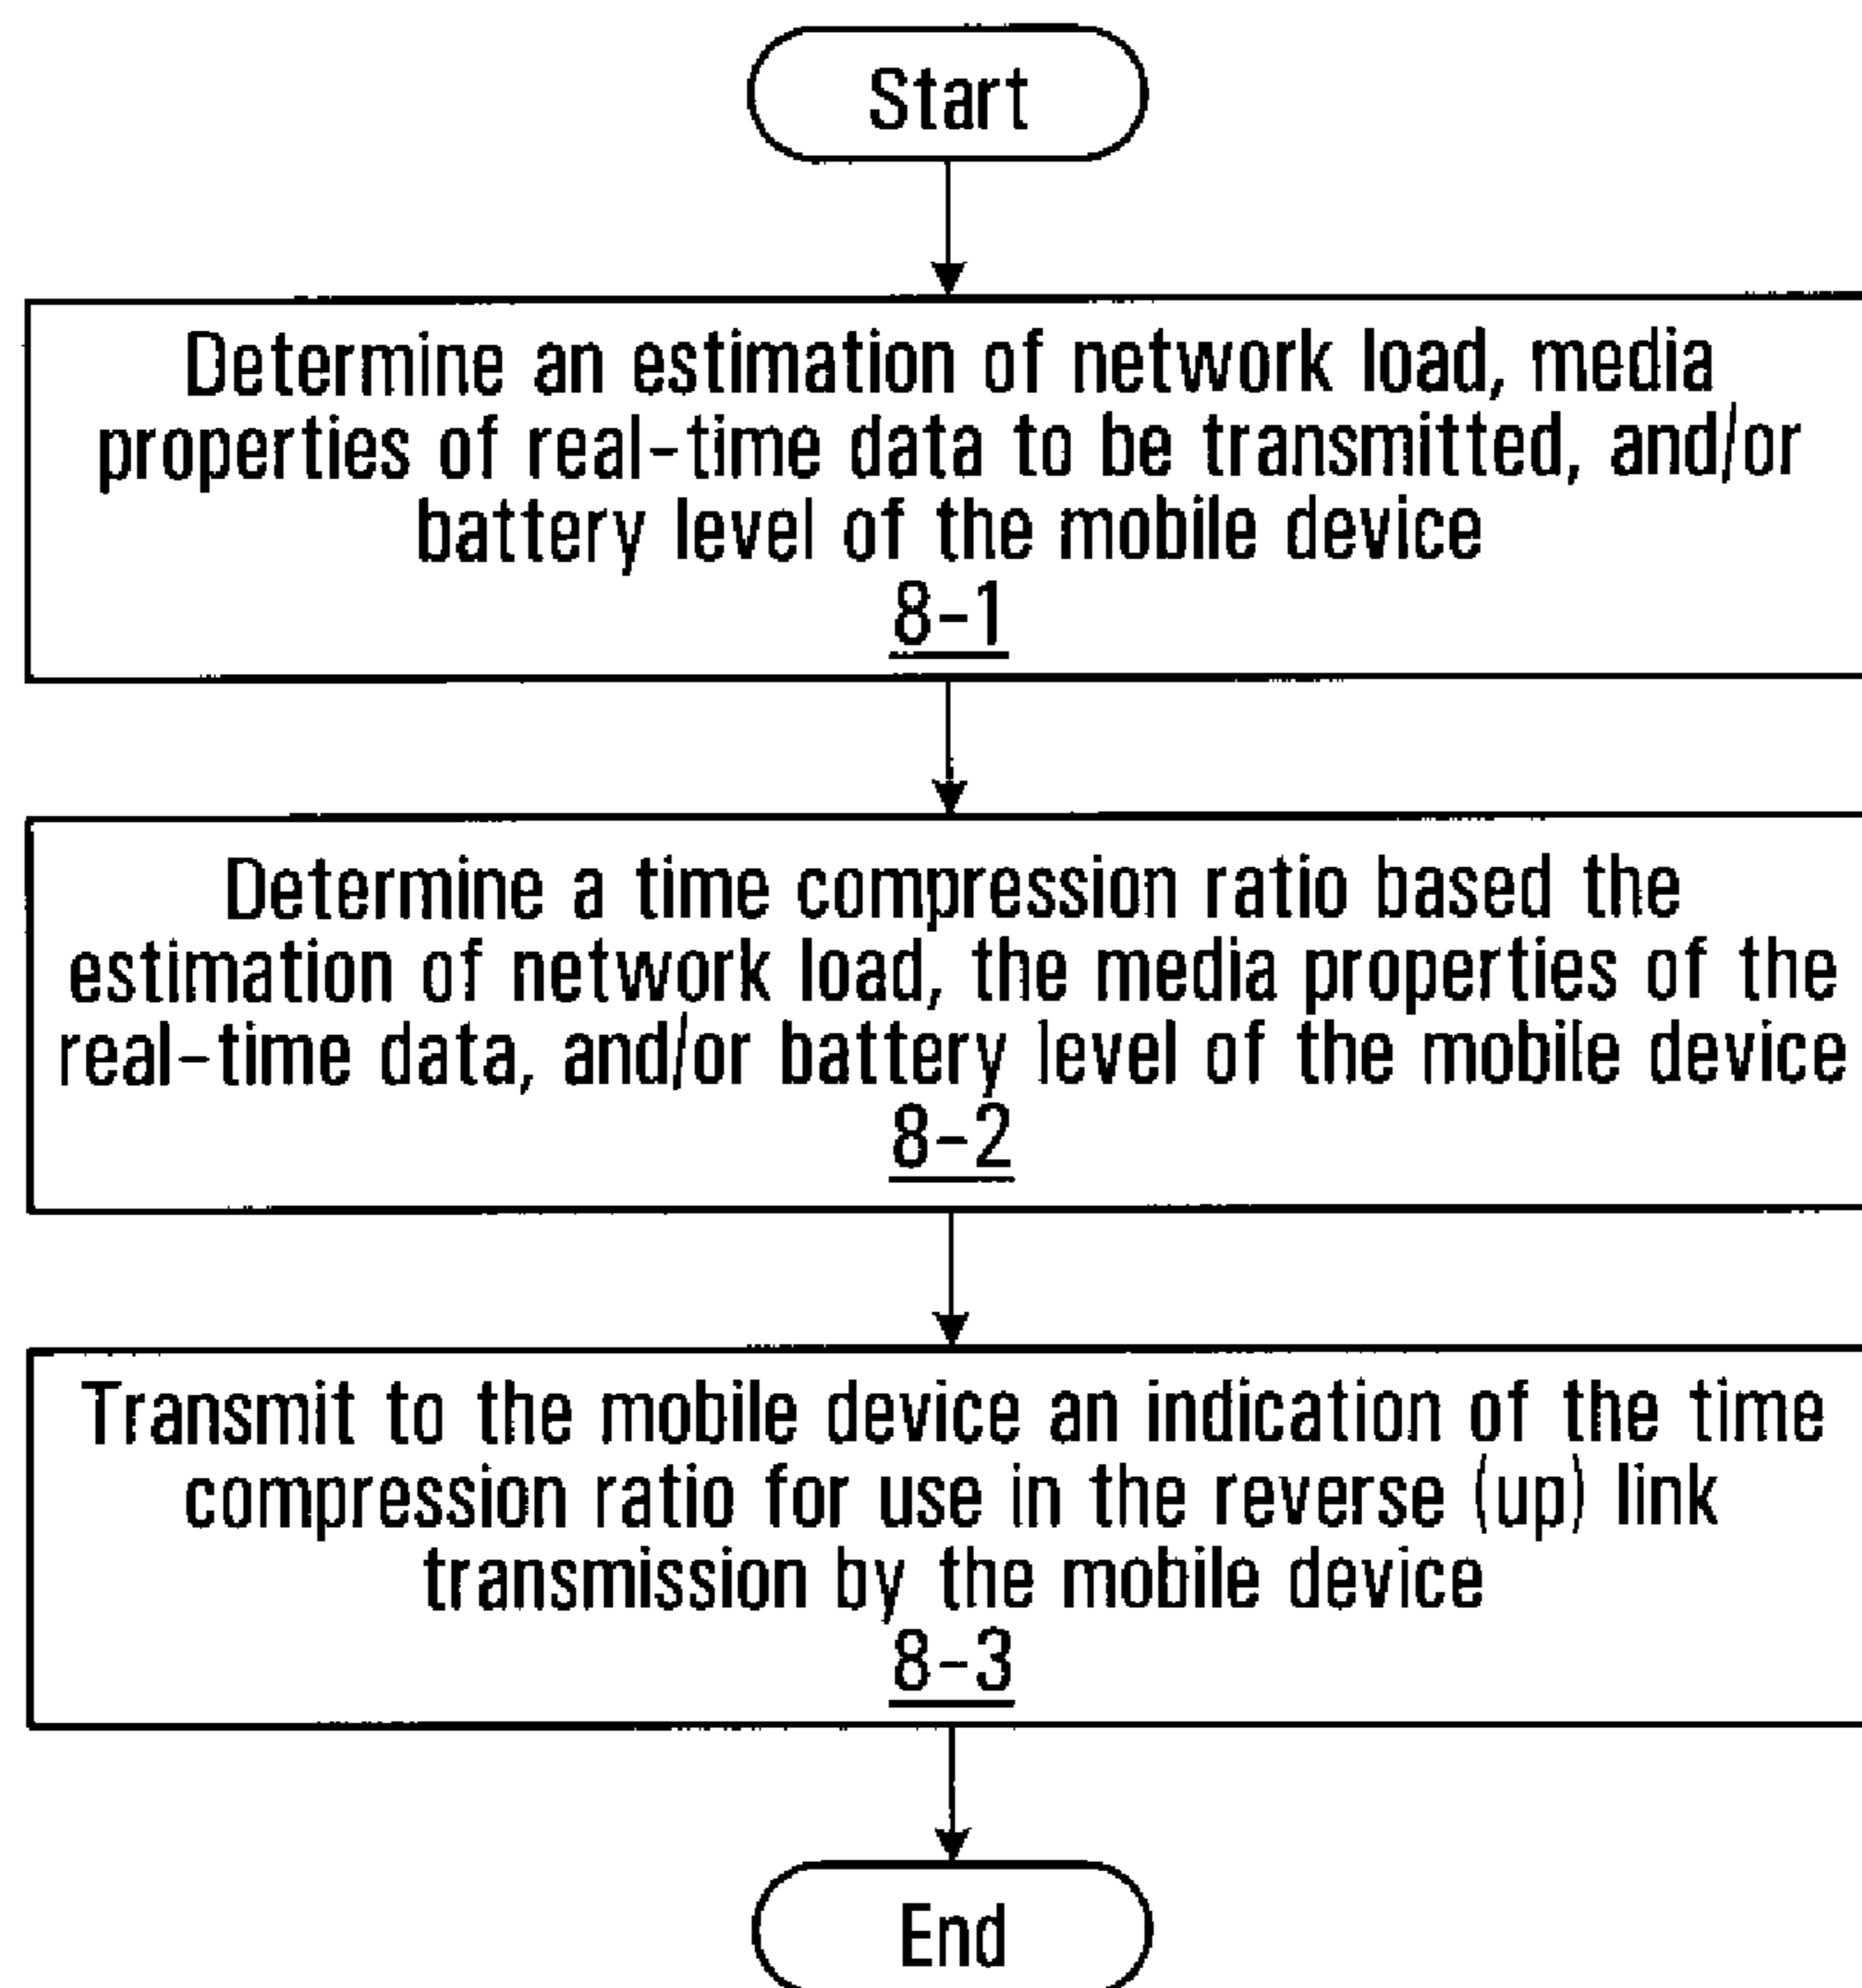 Start
Determine an estimation of network load, media
properties of real-time data to be transmitted, and/or
battery level of the mobile device
8-1
Determine a time compression ratio based the
estimation of network load, the media properties of the
real-time data, and/or battery level of the mobile device
8-2
Transmit to the mobile device an indication of the time
compression ratio for use in the reverse (up) link
transmission by the mobile device
8-3
End